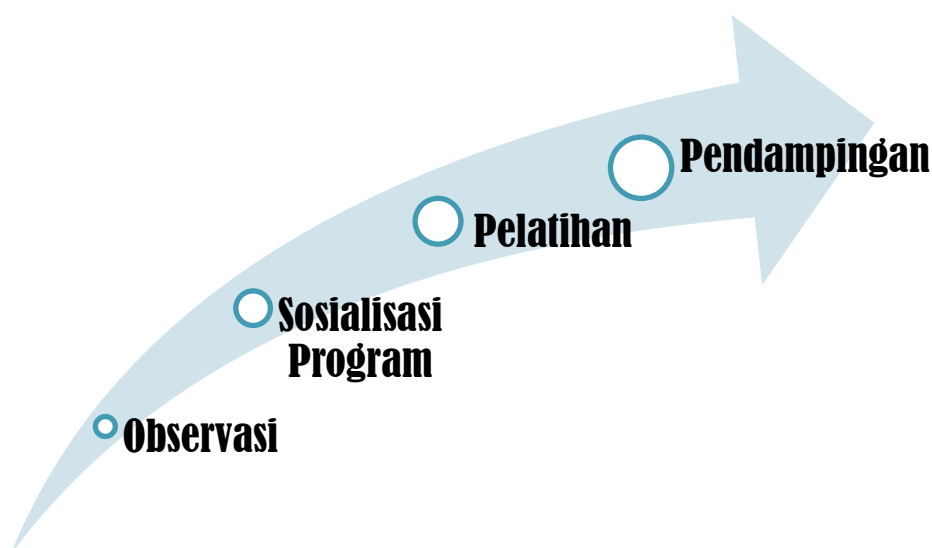 Pendampingan
Pelatihan
Sosialisasi
Program
Observasi